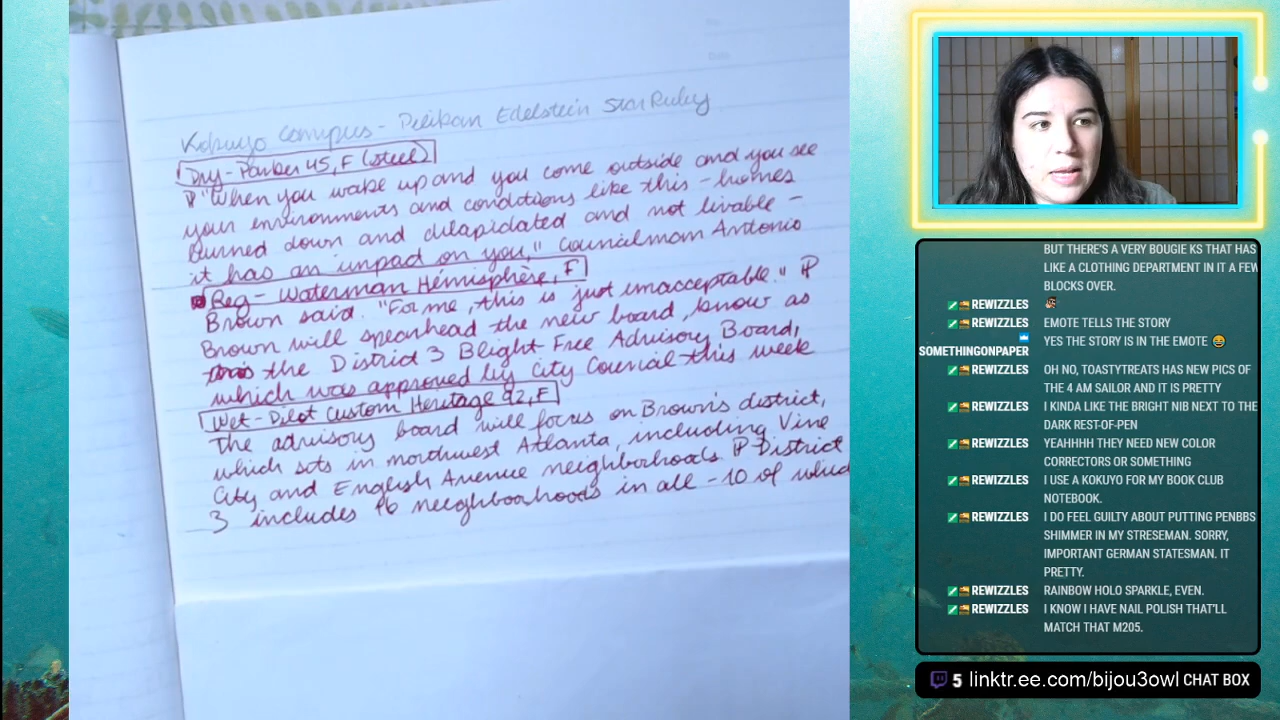 Kokuyo Campus - Pelikan Edelstein Star Ruby
Dry - Parker 45, F (steel)
"When you wake up and you come outside and you see
your environments and conditions like this - homes
burned down and dilapidated and not livable -
it has an impact on you," Councilman Antonio
Reg - Waterman Hémisphère, F
Brown said. "For me, this is just unacceptable."
Brown will spearhead the new board, know as
the District 3 Blight Free Advisory Board,
which was approved by City Council this week
Wet - Pilot Custom Heritage 92, F
The advisory board will focus on Brown's district,
which sits in northwest Atlanta, including Vine
City and English Avenue neighborhoods District
3 includes 16 neighboorhoods in all - 10 of which
BUT THERE'S A VERY BOUGIE KS THAT HAS
LIKE A CLOTHING DEPARTMENT IN IT A FEW
BLOCKS OVER.
REWIZZLES
REWIZZLES EMOTE TELLS THE STORY
SOMETHINGONPAPER YES THE STORY IS IN THE EMOTE
REWIZZLES OH NO, TOASTYTREATS HAS NEW PICS OF
THE 4 AM SAILOR AND IT IS PRETTY
REWIZZLES I KINDA LIKE THE BRIGHT NIB NEXT TO THE
DARK REST-OF-PEN
REWIZZLES YEAHHHH THEY NEED NEW COLOR
CORRECTORS OR SOMETHING
REWIZZLES I USE A KOKUYO FOR MY BOOK CLUB
NOTEBOOK.
REWIZZLES I DO FEEL GUILTY ABOUT PUTTING PENBBS
SHIMMER IN MY STRESEMAN. SORRY,
IMPORTANT GERMAN STATESMAN. IT
PRETTY.
REWIZZLES RAINBOW HOLO SPARKLE, EVEN.
REWIZZLES I KNOW I HAVE NAIL POLISH THAT'LL
MATCH THAT M205.
5 linktr.ee.com/bijou3owl CHAT BOX